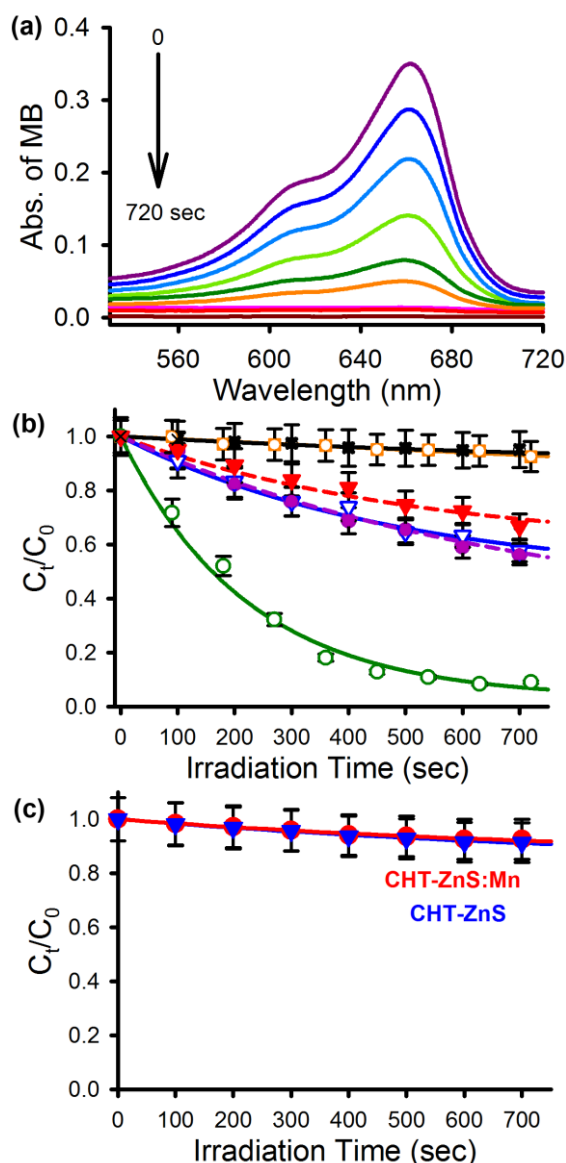 (a)
0.4
0.3
0.2
0.1
0.0
Abs. of MB
0
720 sec
560 600 640 680 720
Wavelength (nm)
(b)
1.0
0.8
0.6
0.4
0.2
0.0
Ct/C0
0 100 200 300 400 500 600 700
Irradiation Time (sec)
(c)
1.0
0.8
0.6
0.4
0.2
0.0
Ct/C0
CHT-ZnS:Mn
CHT-ZnS
0 100 200 300 400 500 600 700
Irradiation Time (sec)